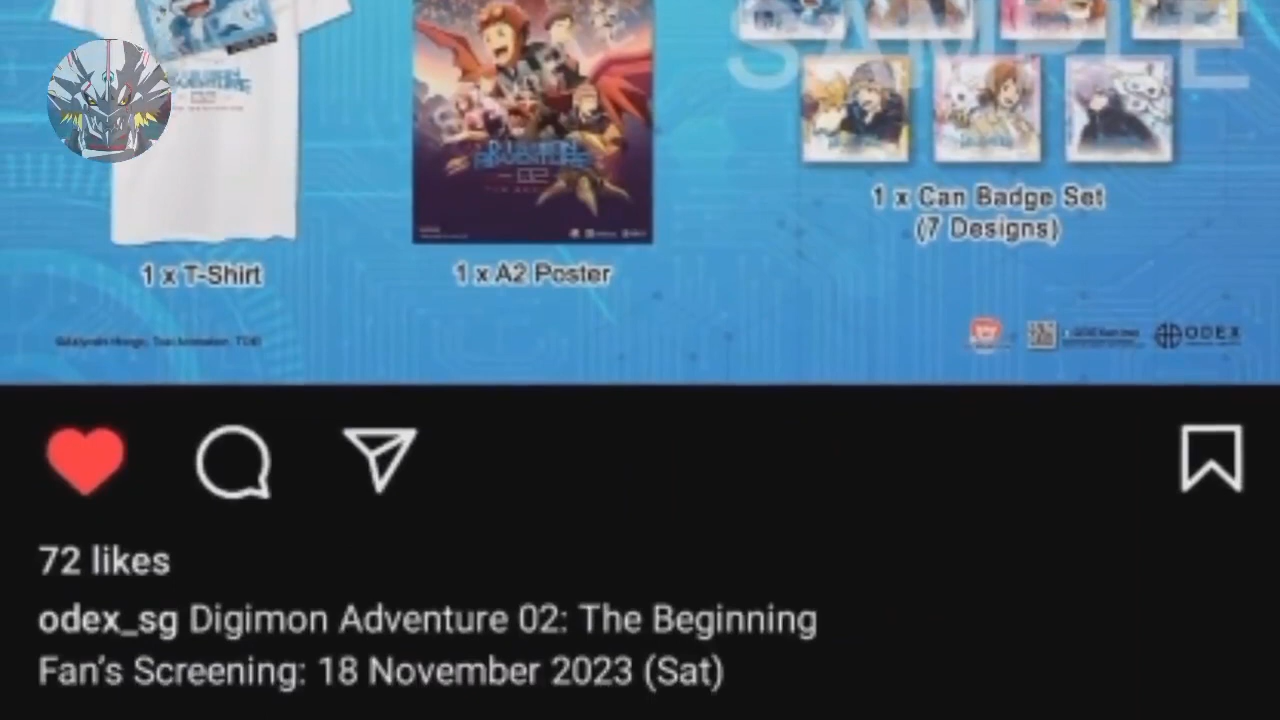 SAMPLE
1 x Can Badge Set
(7 Designs)
1 x T-Shirt
1 x A2 Poster
ODEX
72 likes
odex_sg Digimon Adventure 02: The Beginning
Fan's Screening: 18 November 2023 (Sat)